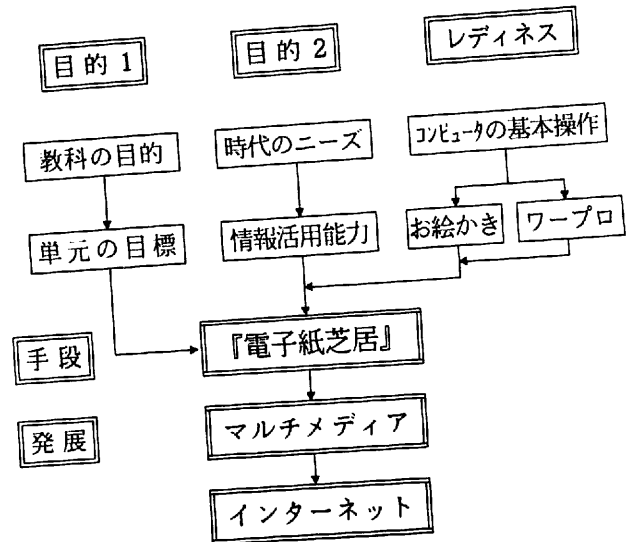 目的1
目的2
レディネス
教科の目的
時代のニーズ
コンピュータの基本操作
単元の目標
情報活用能力
お絵かき
ワープロ
手段
『電子紙芝居』
発展
マルチメディア
インターネット